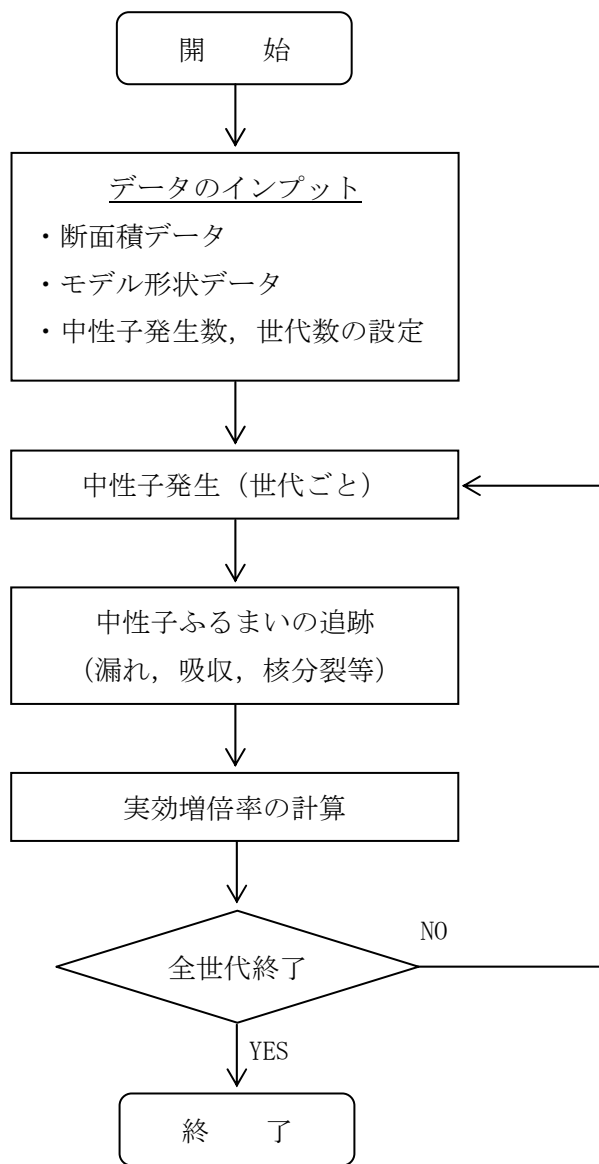 開　始
データのインプット
・断面積データ
・モデル形状データ
・中性子発生数，世代数の設定
中性子発生（世代ごと）
中性子ふるまいの追跡
（漏れ，吸収，核分裂等）
実効増倍率の計算
全世代終了
NO
YES
終　了